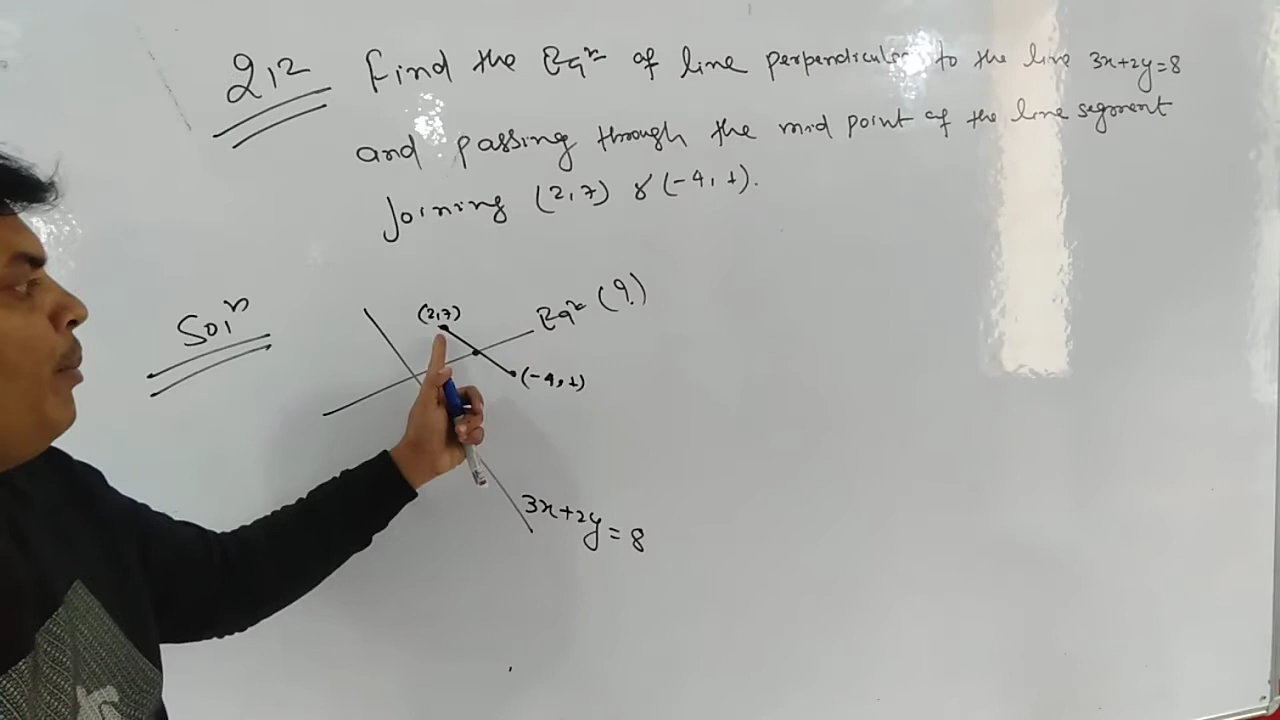 Q.2 Find the Eqn of line perpendicular to the line 3x+2y=8
and passing through the mid point of the line segment
Joining (2,7) & (-4,1).
Soln
(2,7)
Eqn (?)
(-4,1)
3x+2y=8